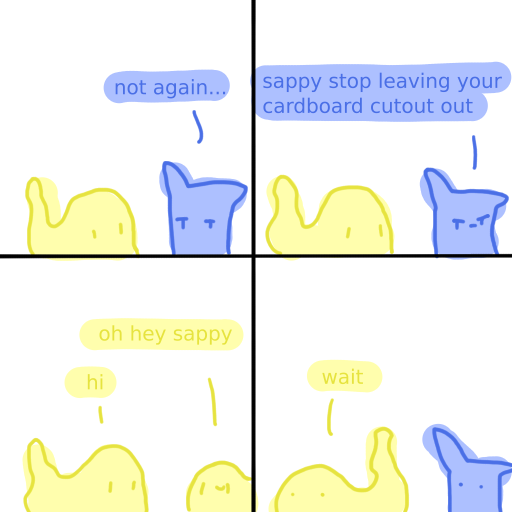 not again...
sappy stop leaving your
cardboard cutout out
oh hey sappy
hi
wait